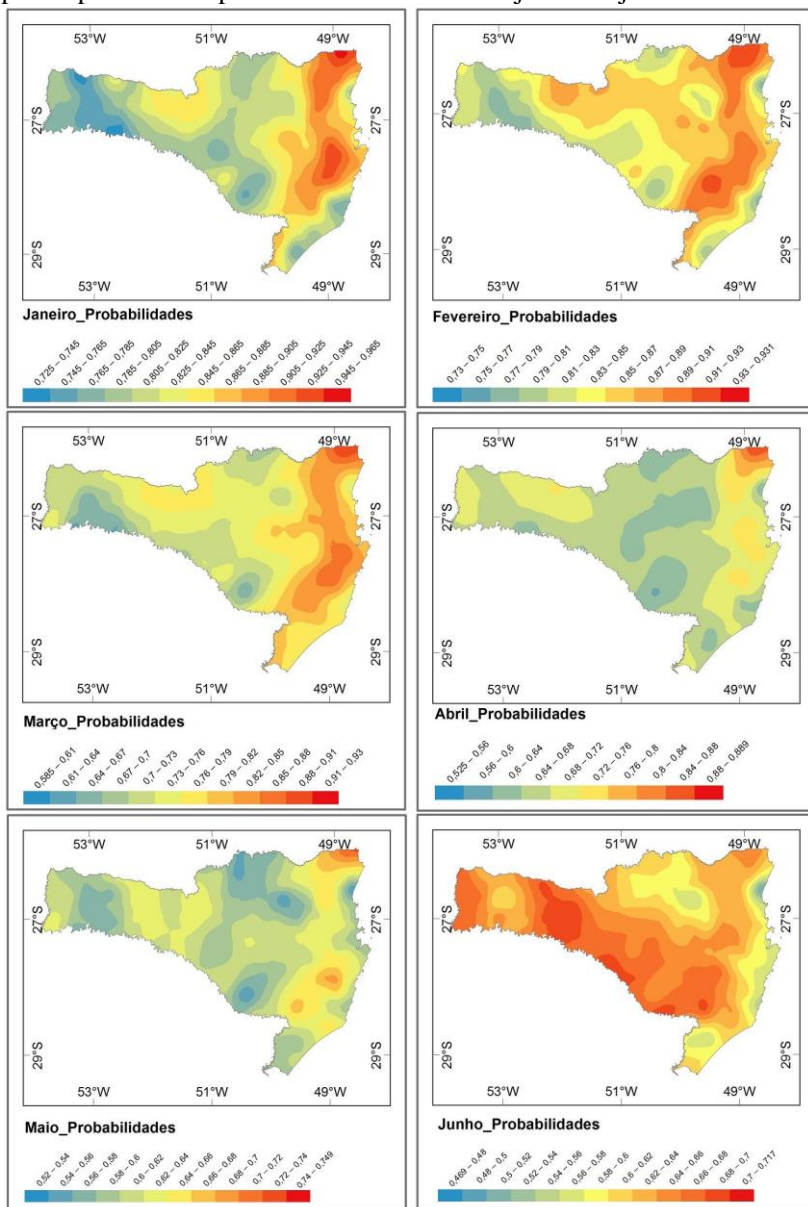 53°W 51°W 49°W
27°S
29°S
53°W 51°W 49°W
Janeiro_Probabilidades
0,725 – 0,745
0,745 – 0,765
0,765 – 0,785
0,785 – 0,805
0,805 – 0,825
0,825 – 0,845
0,845 – 0,865
0,865 – 0,885
0,885 – 0,905
0,905 – 0,925
0,925 – 0,945
0,945 – 0,965
53°W 51°W 49°W
27°S
29°S
53°W 51°W 49°W
Fevereiro_Probabilidades
0,73 – 0,75
0,75 – 0,77
0,77 – 0,79
0,79 – 0,81
0,81 – 0,83
0,83 – 0,85
0,85 – 0,87
0,87 – 0,89
0,89 – 0,91
0,91 – 0,93
0,93 – 0,931
53°W 51°W 49°W
27°S
29°S
53°W 51°W 49°W
Março_Probabilidades
0,585 – 0,61
0,61 – 0,64
0,64 – 0,67
0,67 – 0,7
0,7 – 0,73
0,73 – 0,76
0,76 – 0,79
0,79 – 0,82
0,82 – 0,85
0,85 – 0,88
0,88 – 0,91
0,91 – 0,93
53°W 51°W 49°W
27°S
29°S
53°W 51°W 49°W
Abril_Probabilidades
0,525 – 0,56
0,56 – 0,6
0,6 – 0,64
0,64 – 0,68
0,68 – 0,72
0,72 – 0,76
0,76 – 0,8
0,8 – 0,84
0,84 – 0,88
0,88 – 0,889
53°W 51°W 49°W
27°S
29°S
53°W 51°W 49°W
Maio_Probabilidades
0,52 – 0,54
0,54 – 0,56
0,56 – 0,58
0,58 – 0,6
0,6 – 0,62
0,62 – 0,64
0,64 – 0,66
0,66 – 0,68
0,68 – 0,7
0,7 – 0,72
0,72 – 0,74
0,74 – 0,749
53°W 51°W 49°W
27°S
29°S
53°W 51°W 49°W
Junho_Probabilidades
0,469 – 0,48
0,48 – 0,5
0,5 – 0,52
0,52 – 0,54
0,54 – 0,56
0,56 – 0,58
0,58 – 0,6
0,6 – 0,62
0,62 – 0,64
0,64 – 0,66
0,66 – 0,68
0,68 – 0,7
0,7 – 0,717